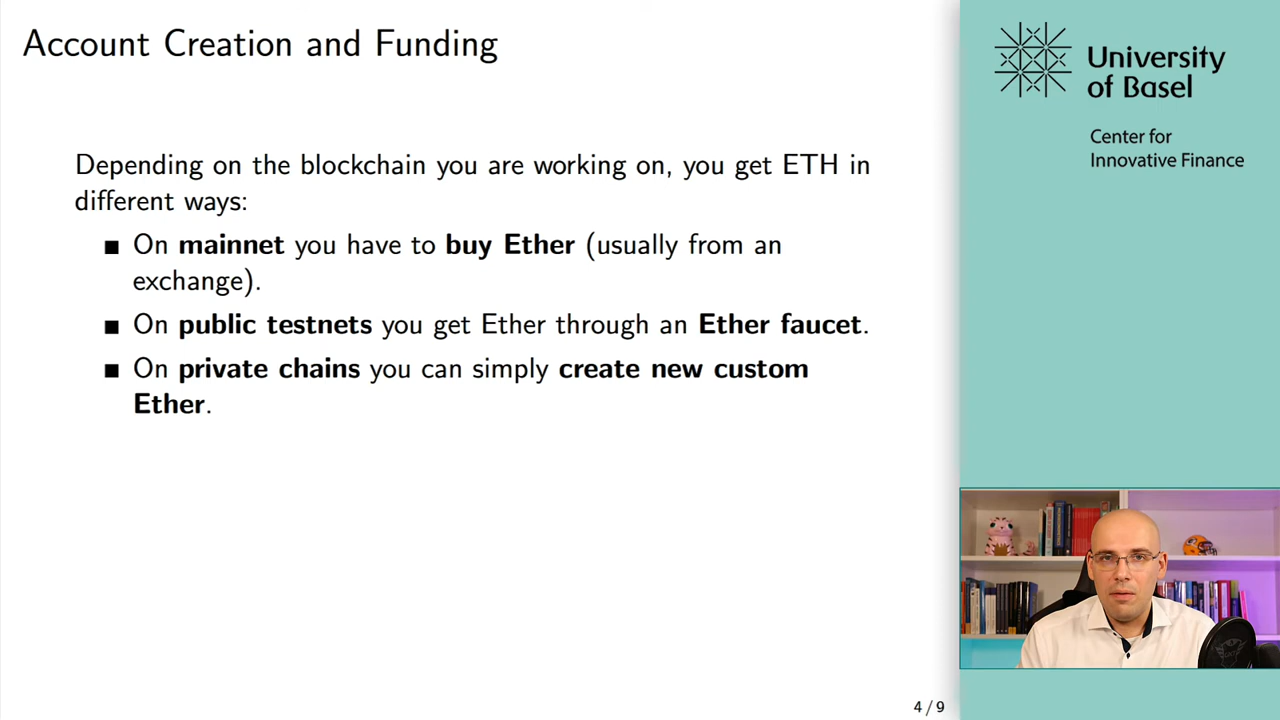 Account Creation and Funding
Depending on the blockchain you are working on, you get ETH in
different ways:
■ On mainnet you have to buy Ether (usually from an
exchange).
■ On public testnets you get Ether through an Ether faucet.
■ On private chains you can simply create new custom
Ether.
4 / 9
University
of Basel
Center for
Innovative Finance